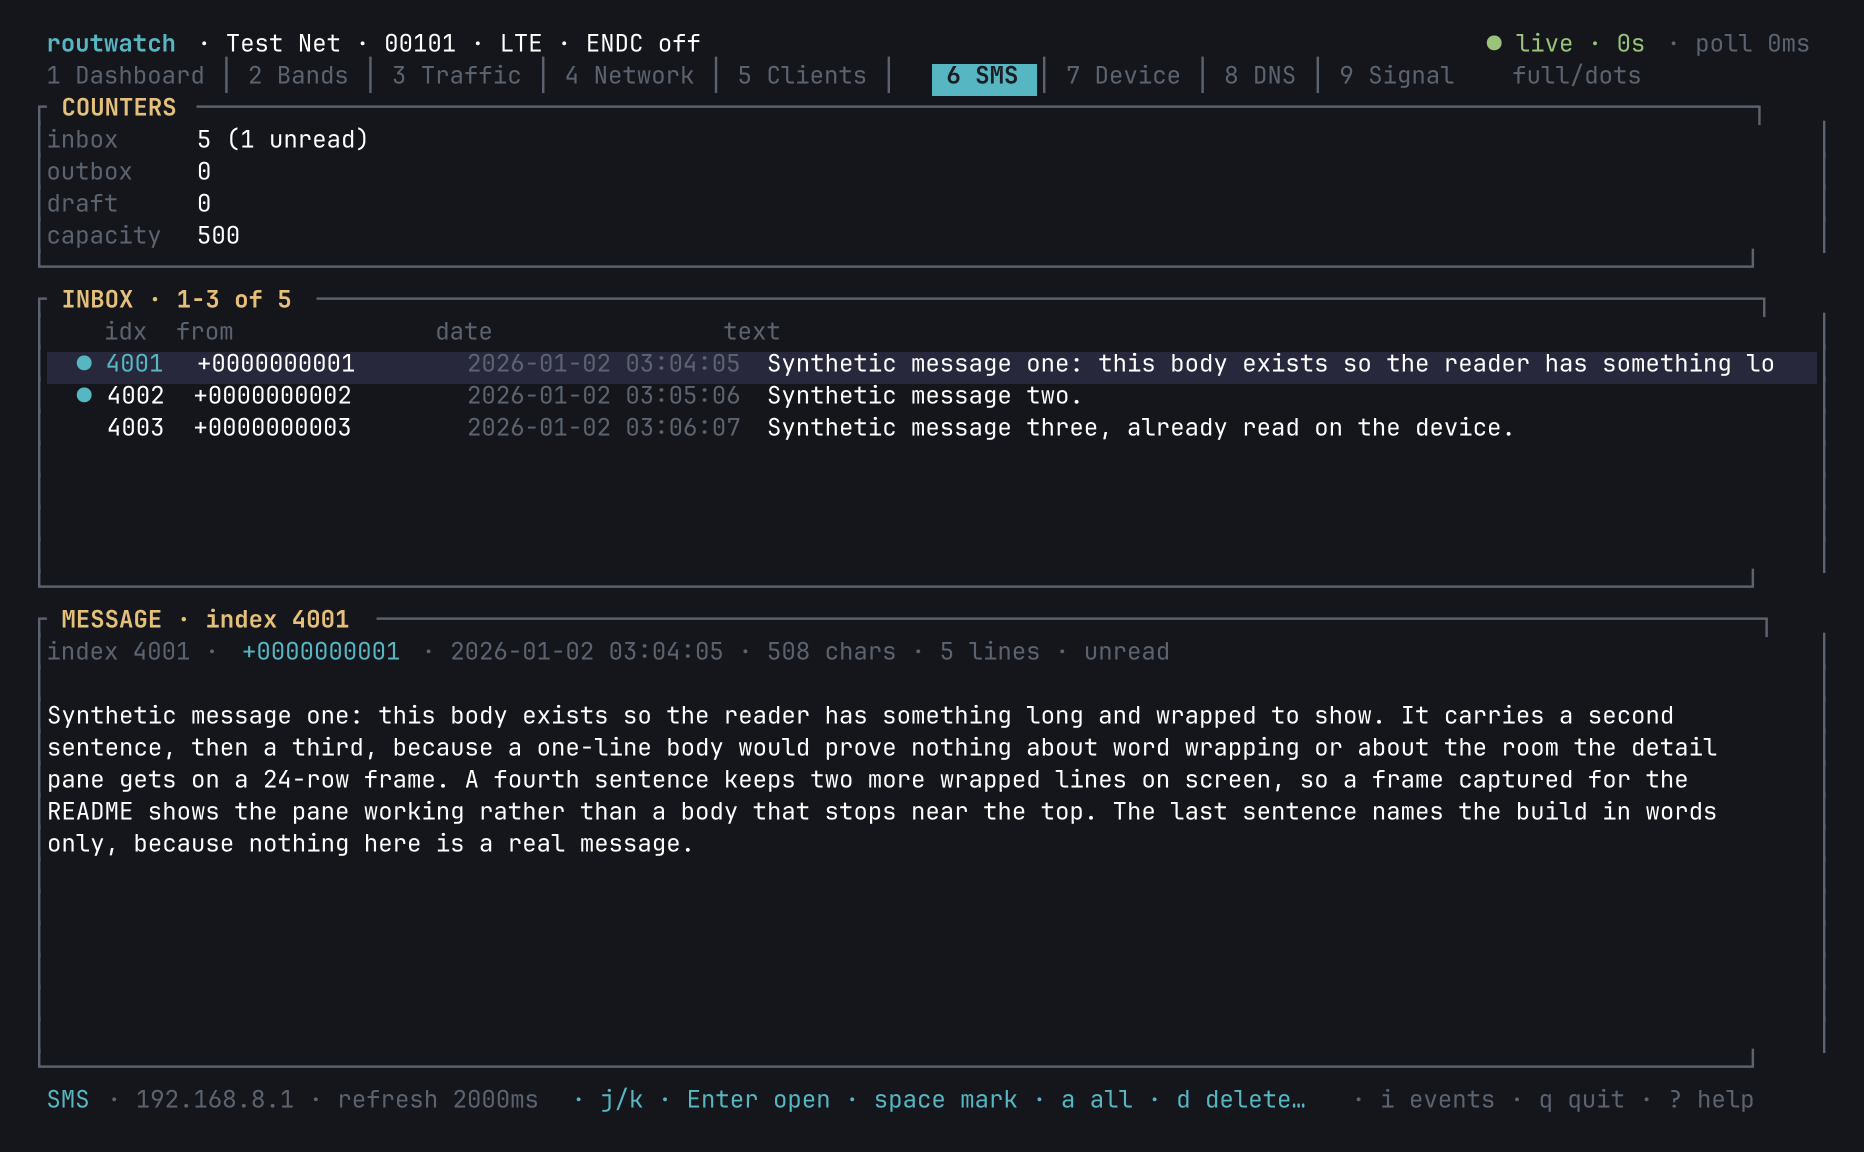 routwatch · Test Net · 00101 · LTE · ENDC off ● live · 0s · poll 0ms
1 Dashboard │ 2 Bands │ 3 Traffic │ 4 Network │ 5 Clients │ 6 SMS │ 7 Device │ 8 DNS │ 9 Signal full/dots
COUNTERS
inbox 5 (1 unread)
outbox 0
draft 0
capacity 500
INBOX · 1-3 of 5
idx from date text
● 4001 +0000000001 2026-01-02 03:04:05 Synthetic message one: this body exists so the reader has something lo
● 4002 +0000000002 2026-01-02 03:05:06 Synthetic message two.
4003 +0000000003 2026-01-02 03:06:07 Synthetic message three, already read on the device.
MESSAGE · index 4001
index 4001 · +0000000001 · 2026-01-02 03:04:05 · 508 chars · 5 lines · unread
Synthetic message one: this body exists so the reader has something long and wrapped to show. It carries a second
sentence, then a third, because a one-line body would prove nothing about word wrapping or about the room the detail
pane gets on a 24-row frame. A fourth sentence keeps two more wrapped lines on screen, so a frame captured for the
README shows the pane working rather than a body that stops near the top. The last sentence names the build in words
only, because nothing here is a real message.
SMS · 192.168.8.1 · refresh 2000ms · j/k · Enter open · space mark · a all · d delete… · i events · q quit · ? help